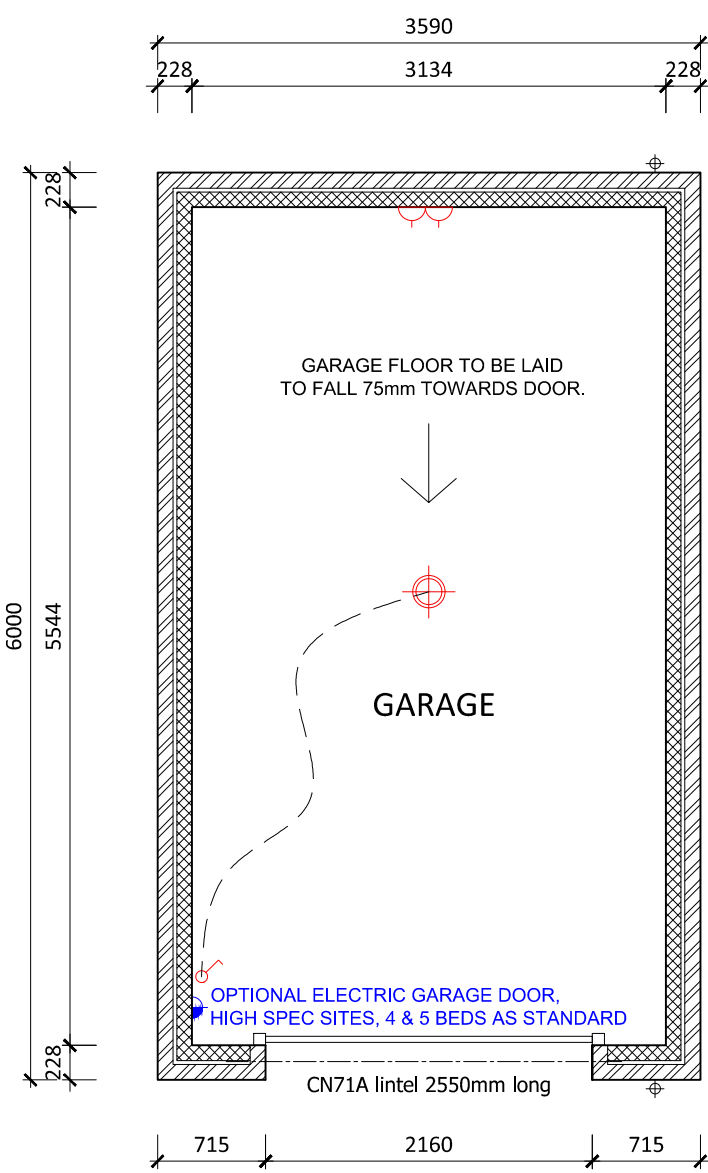 3590
228
3134
228
228
GARAGE FLOOR TO BE LAID
TO FALL 75mm TOWARDS DOOR.
6000
5544
GARAGE
OPTIONAL ELECTRIC GARAGE DOOR,
HIGH SPEC SITES, 4 & 5 BEDS AS STANDARD
228
CN71A lintel 2550mm long
715
2160
715